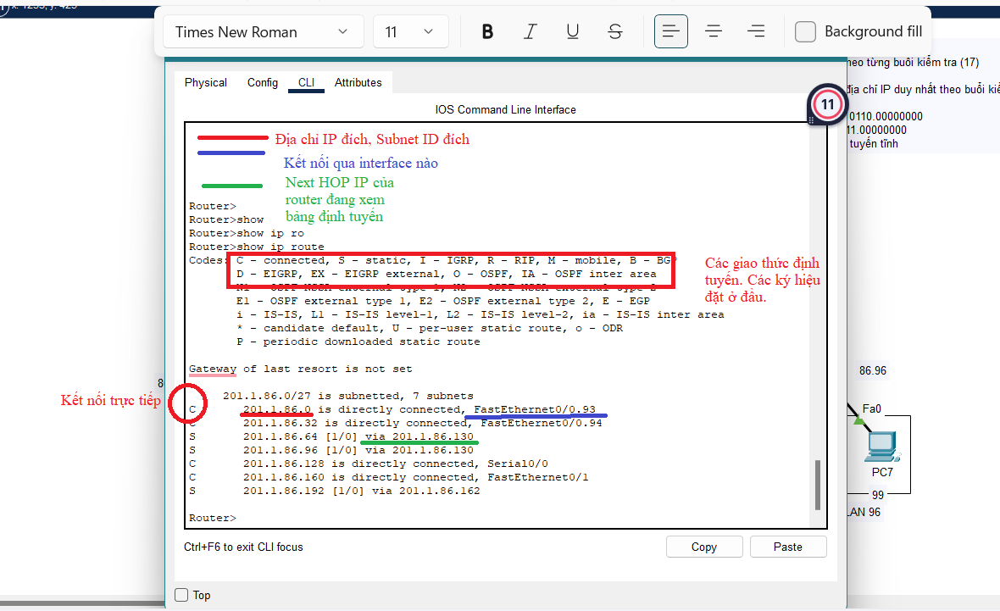 x: 1255, y: 425
Times New Roman
11
B I U S
Background fill
Physical Config CLI Attributes
IOS Command Line Interface
11
heo từng buổi kiểm tra (17)
địa chỉ IP duy nhất theo buổi kiể
0110.00000000
11.00000000
tuyến tĩnh
Địa chỉ IP đích, Subnet ID đích
Kết nối qua interface nào
Next HOP IP của
router đang xem
bảng định tuyến
Router>
Router>show
Router>show ip ro
Router>show ip route
Codes: C - connected, S - static, I - IGRP, R - RIP, M - mobile, B - BGP
D - EIGRP, EX - EIGRP external, O - OSPF, IA - OSPF inter area
N1 - OSPF NSSA external type 1, N2 - OSPF NSSA external type 2
E1 - OSPF external type 1, E2 - OSPF external type 2, E - EGP
i - IS-IS, L1 - IS-IS level-1, L2 - IS-IS level-2, ia - IS-IS inter area
* - candidate default, U - per-user static route, o - ODR
P - periodic downloaded static route
Các giao thức định
tuyến. Các ký hiệu
đặt ở đầu.
Gateway of last resort is not set
8
Kết nối trực tiếp
201.1.86.0/27 is subnetted, 7 subnets
C 201.1.86.0 is directly connected, FastEthernet0/0.93
C 201.1.86.32 is directly connected, FastEthernet0/0.94
S 201.1.86.64 [1/0] via 201.1.86.130
S 201.1.86.96 [1/0] via 201.1.86.130
C 201.1.86.128 is directly connected, Serial0/0
C 201.1.86.160 is directly connected, FastEthernet0/1
S 201.1.86.192 [1/0] via 201.1.86.162
Router>
86.96
Fa0
PC7
99
LAN 96
Ctrl+F6 to exit CLI focus
Copy
Paste
Top